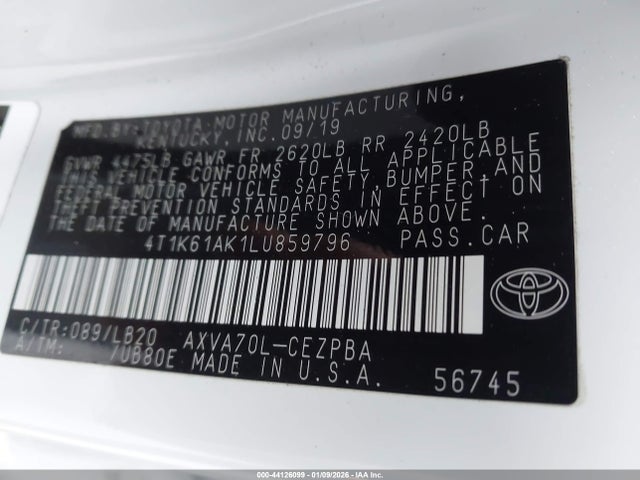 MFD.BY:TOYOTA MOTOR MANUFACTURING,
KENTUCKY, INC.09/19
GVWR 4475LB GAWR FR 2620LB RR 2420LB
THIS VEHICLE CONFORMS TO ALL APPLICABLE
FEDERAL MOTOR VEHICLE SAFETY,BUMPER,AND
THEFT PREVENTION STANDARDS IN EFFECT ON
THE DATE OF MANUFACTURE SHOWN ABOVE.
4T1K61AK1LU859796 PASS.CAR
C/TR:089/LB20 AXVA70L-CEZPBA
A/TM: /UB80E MADE IN U.S.A. 56745
000-44126099 - 01/09/2026 - IAA Inc.